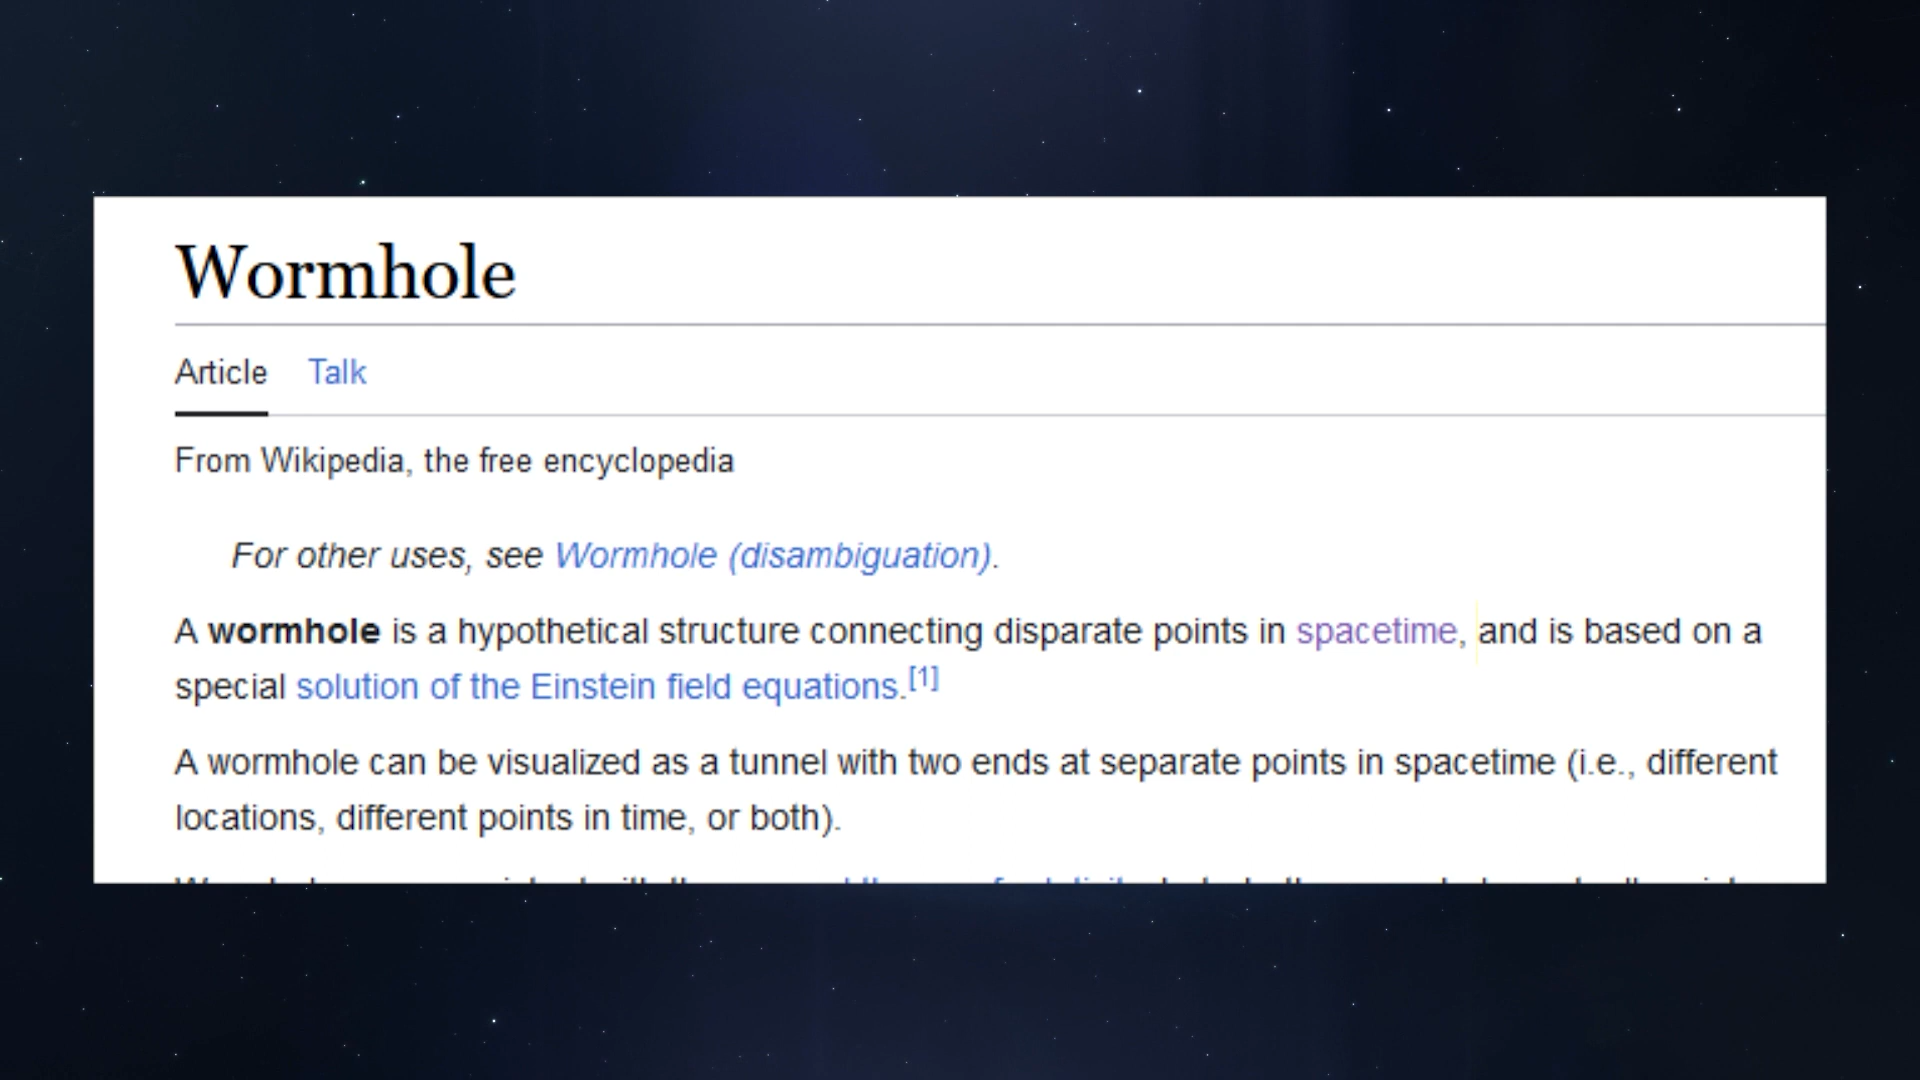 Wormhole
Article Talk
From Wikipedia, the free encyclopedia
For other uses, see Wormhole (disambiguation).
A wormhole is a hypothetical structure connecting disparate points in spacetime, and is based on a
special solution of the Einstein field equations.[1]
A wormhole can be visualized as a tunnel with two ends at separate points in spacetime (i.e., different
locations, different points in time, or both).